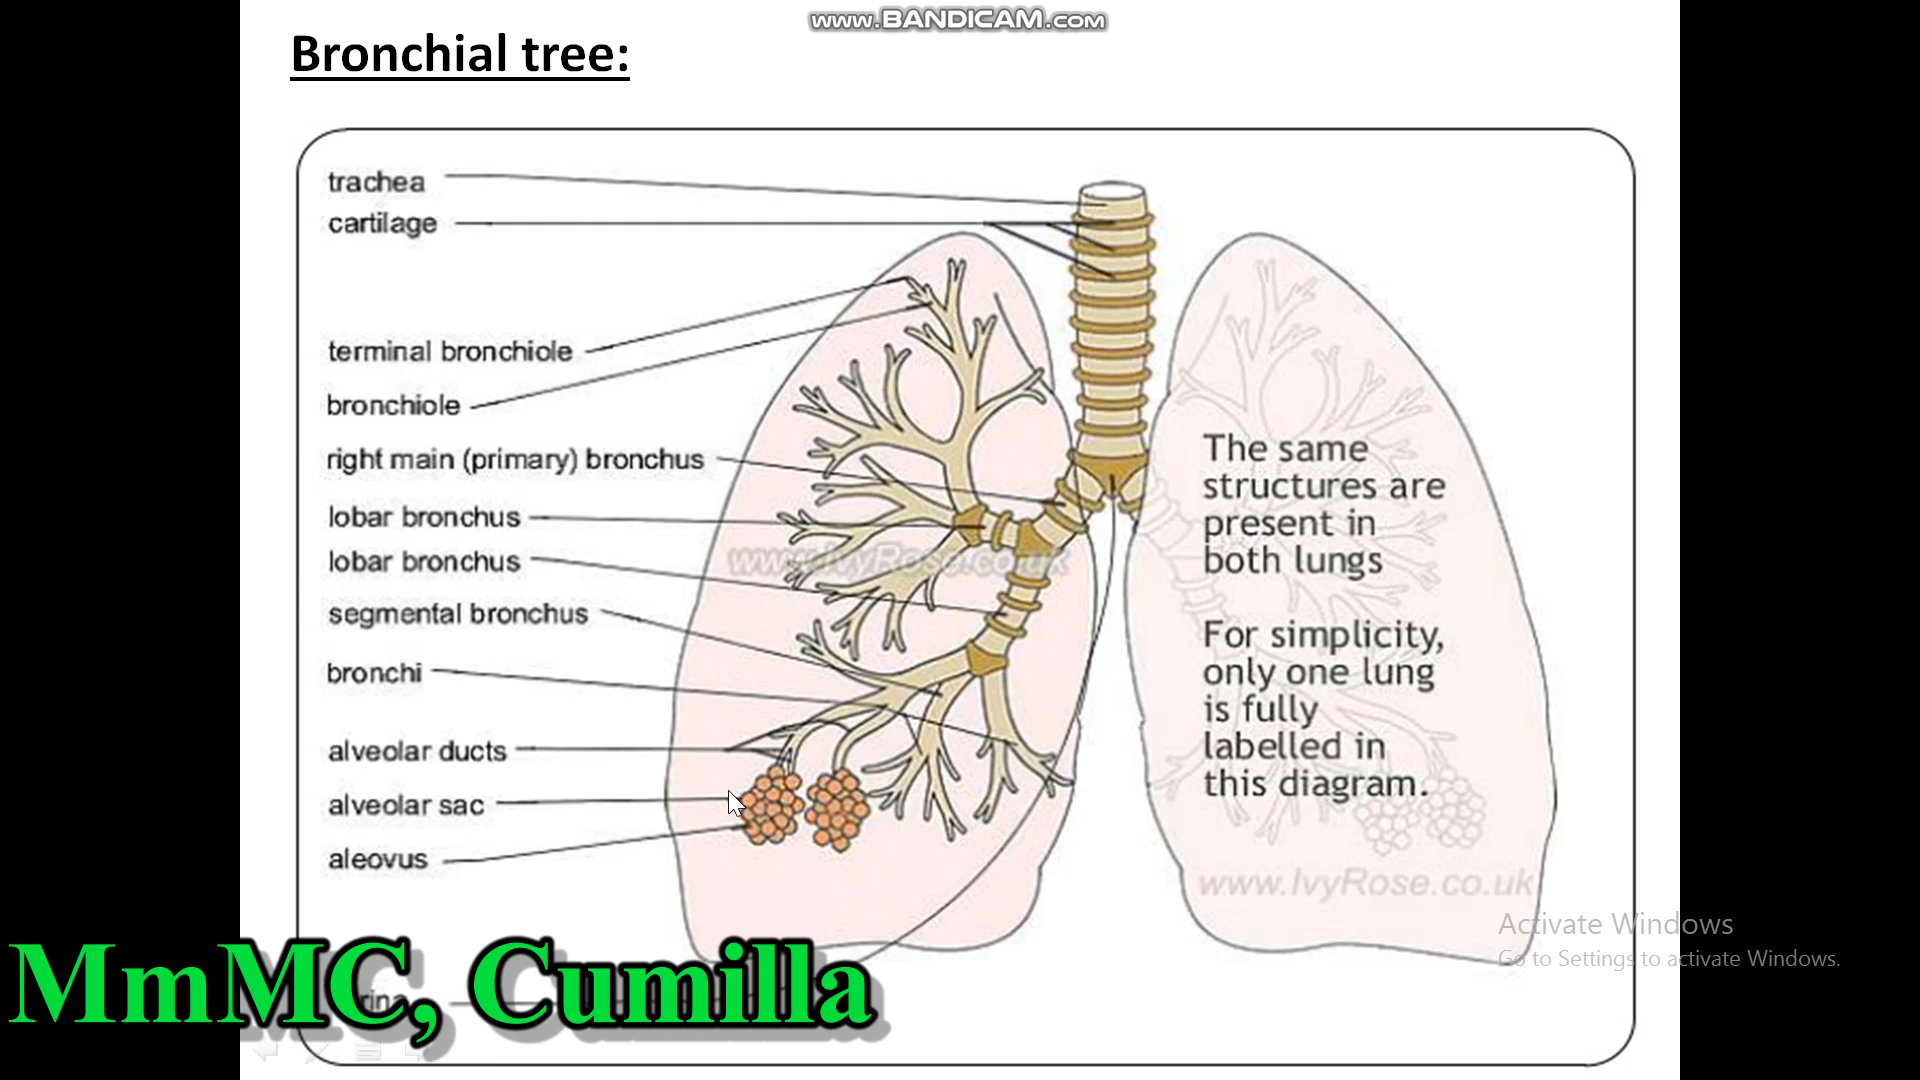 www.BANDICAM.com
Bronchial tree:
trachea
cartilage
terminal bronchiole
bronchiole
right main (primary) bronchus
lobar bronchus
lobar bronchus
segmental bronchus
bronchi
alveolar ducts
alveolar sac
aleovus
www.IvyRose.co.uk
The same
structures are
present in
both lungs
For simplicity,
only one lung
is fully
labelled in
this diagram.
www.IvyRose.co.uk
Activate Windows
Go to Settings to activate Windows.
MmMC, Cumilla